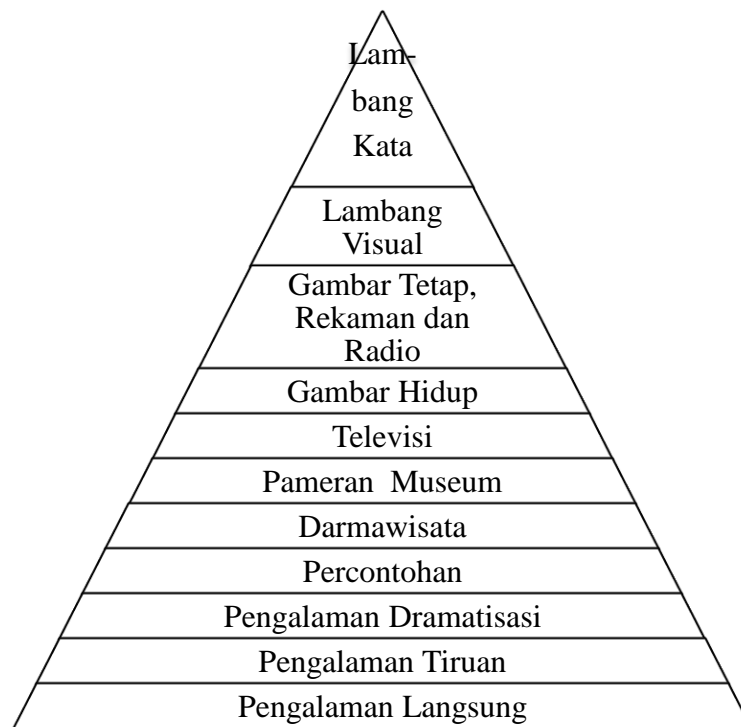 Lam-
bang
Kata
Lambang
Visual
Gambar Tetap,
Rekaman dan
Radio
Gambar Hidup
Televisi
Pameran  Museum
Darmawisata
Percontohan
Pengalaman Dramatisasi
Pengalaman Tiruan
Pengalaman Langsung